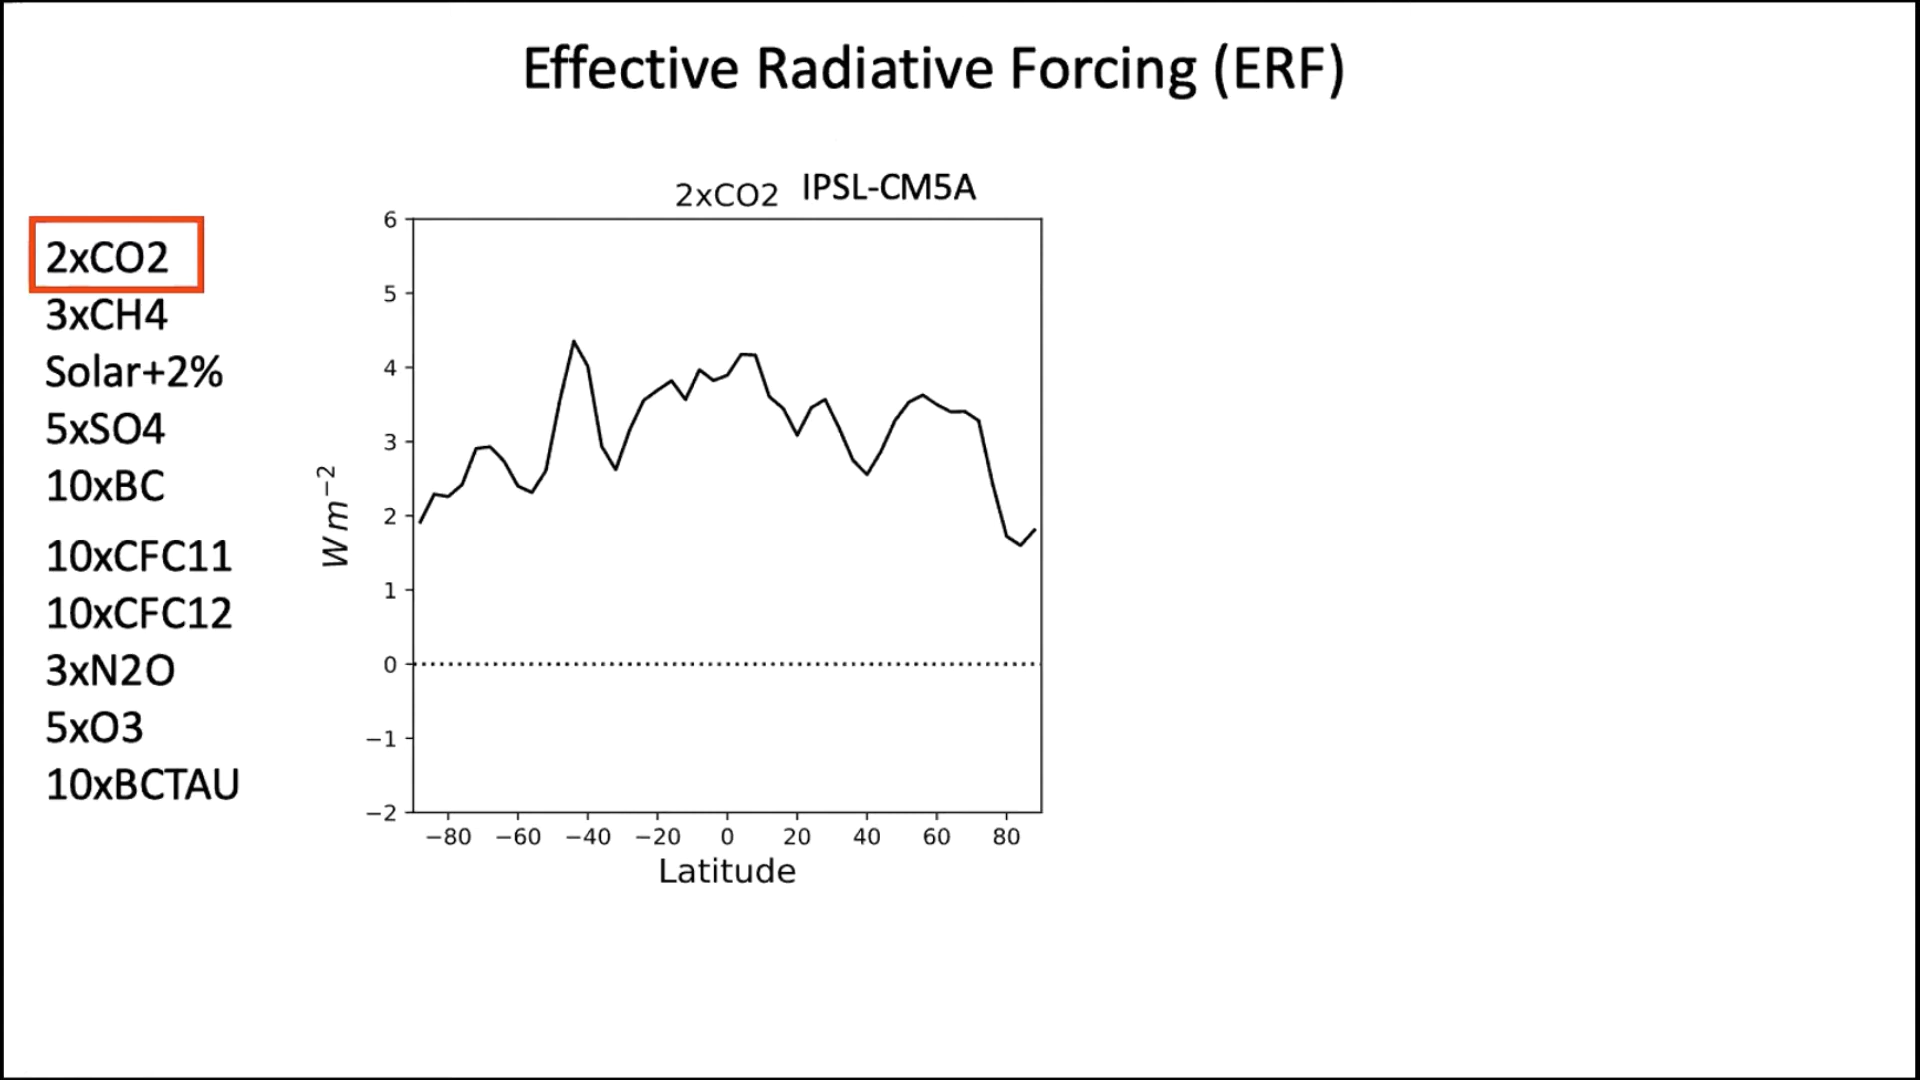 Effective Radiative Forcing (ERF)
2xCO2
3xCH4
Solar+2%
5xSO4
10xBC
10xCFC11
10xCFC12
3xN2O
5xO3
10xBCTAU
2xCO2 IPSL-CM5A
6
5
4
3
2
1
0
−1
−2
W m⁻²
−80 −60 −40 −20 0 20 40 60 80
Latitude